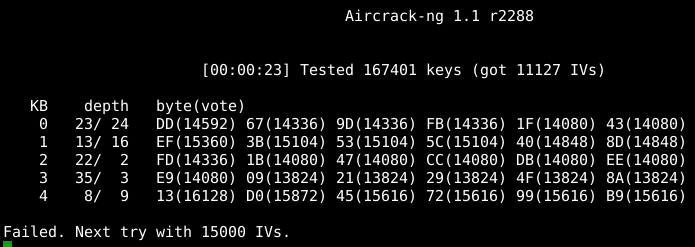 Aircrack-ng 1.1 r2288
[00:00:23] Tested 167401 keys (got 11127 IVs)
KB    depth   byte(vote)
0   23/ 24   DD(14592) 67(14336) 9D(14336) FB(14336) 1F(14080) 43(14080)
1   13/ 16   EF(15360) 3B(15104) 53(15104) 5C(15104) 40(14848) 8D(14848)
2   22/  2   FD(14336) 1B(14080) 47(14080) CC(14080) DB(14080) EE(14080)
3   35/  3   E9(14080) 09(13824) 21(13824) 29(13824) 4F(13824) 8A(13824)
4    8/  9   13(16128) D0(15872) 45(15616) 72(15616) 99(15616) B9(15616)
Failed. Next try with 15000 IVs.